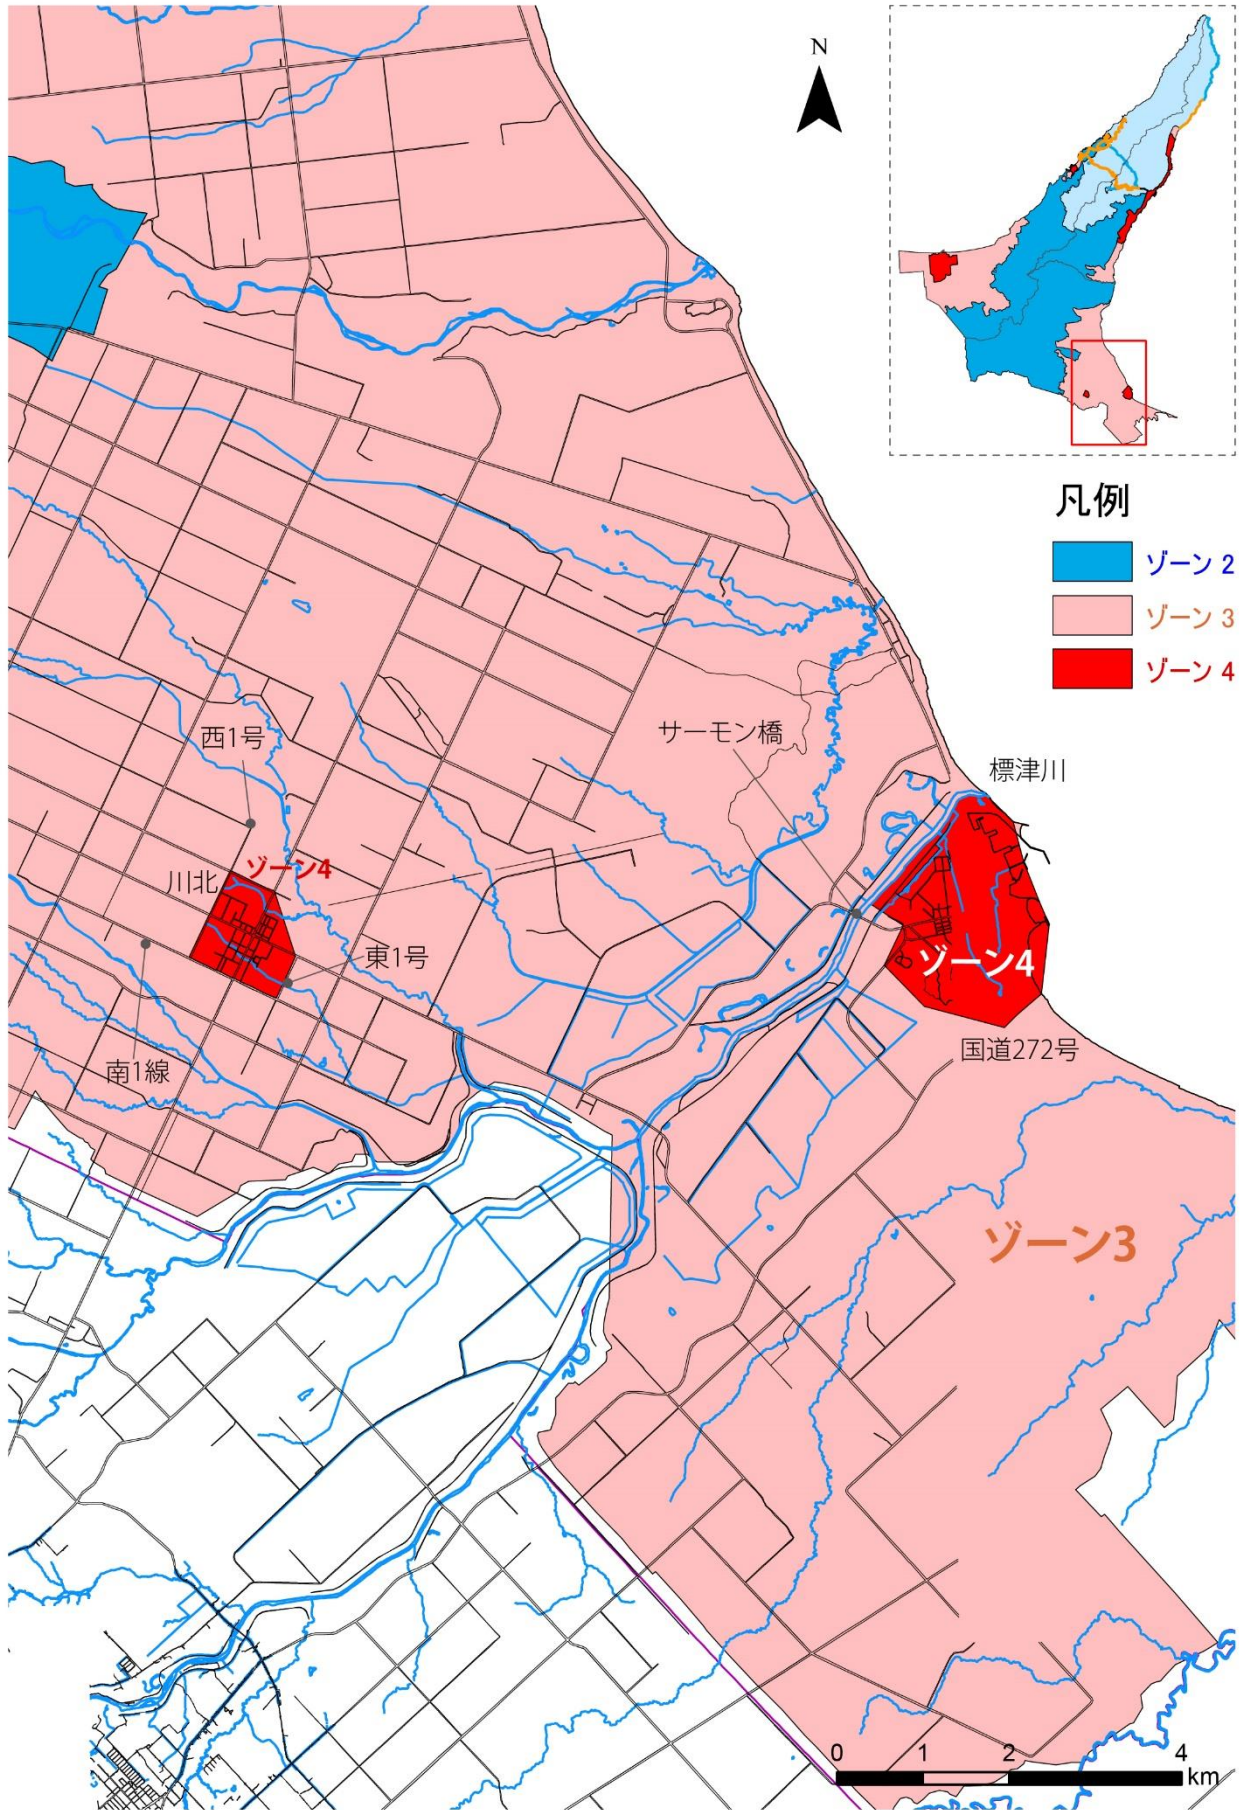 N
凡例
ゾーン 2
ゾーン 3
ゾーン 4
西1号
サーモン橋
標津川
ゾーン4
川北
東1号
ゾーン4
国道272号
南1線
ゾーン3
0 1 2 4
km